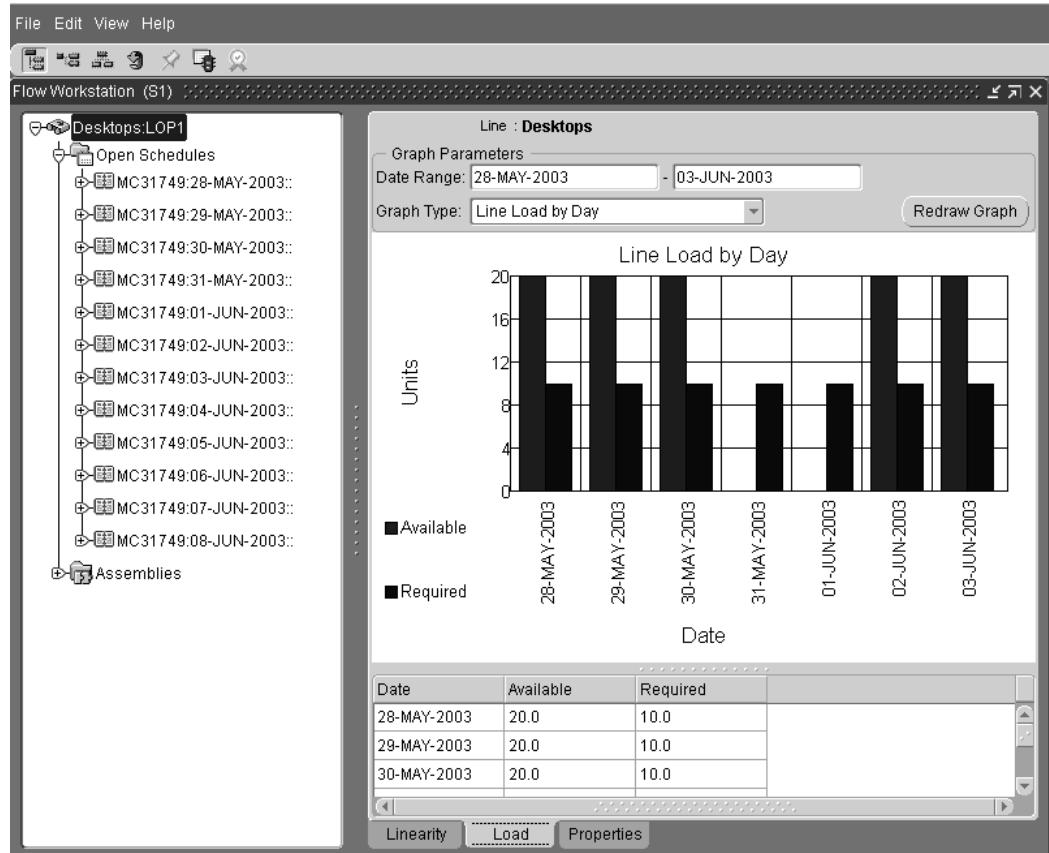 File Edit View Help
Flow Workstation (S1)
Desktops:LOP1
Open Schedules
MC31749:28-MAY-2003::
MC31749:29-MAY-2003::
MC31749:30-MAY-2003::
MC31749:31-MAY-2003::
MC31749:01-JUN-2003::
MC31749:02-JUN-2003::
MC31749:03-JUN-2003::
MC31749:04-JUN-2003::
MC31749:05-JUN-2003::
MC31749:06-JUN-2003::
MC31749:07-JUN-2003::
MC31749:08-JUN-2003::
Assemblies
Line : Desktops
Graph Parameters
Date Range: 28-MAY-2003 - 03-JUN-2003
Graph Type: Line Load by Day Redraw Graph
Line Load by Day
Units
20
16
12
8
4
0
28-MAY-2003
29-MAY-2003
30-MAY-2003
31-MAY-2003
01-JUN-2003
02-JUN-2003
03-JUN-2003
Available
Required
Date
Date Available Required
28-MAY-2003 20.0 10.0
29-MAY-2003 20.0 10.0
30-MAY-2003 20.0 10.0
Linearity Load Properties